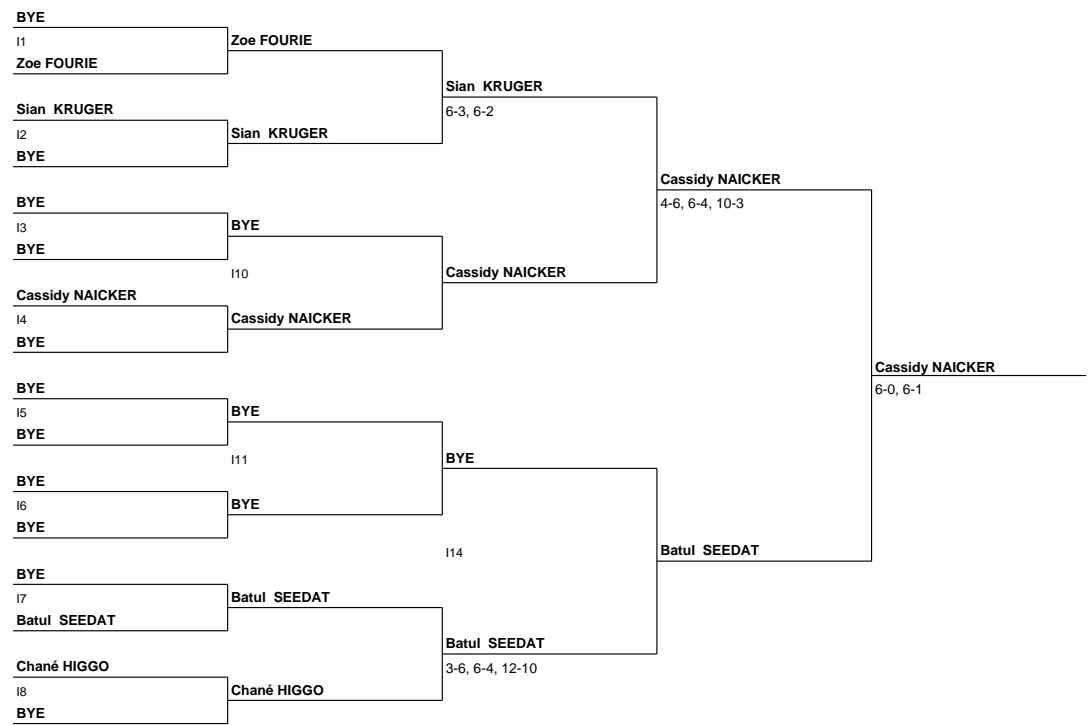 BYE
I1
Zoe FOURIE
Zoe FOURIE
Sian KRUGER
6-3, 6-2
Sian KRUGER
I2
Sian KRUGER
BYE
Cassidy NAICKER
4-6, 6-4, 10-3
BYE
I3
BYE
BYE
I10
Cassidy NAICKER
Cassidy NAICKER
I4
Cassidy NAICKER
BYE
Cassidy NAICKER
6-0, 6-1
BYE
I5
BYE
BYE
I11
BYE
BYE
I6
BYE
BYE
I14
Batul SEEDAT
BYE
I7
Batul SEEDAT
Batul SEEDAT
Batul SEEDAT
3-6, 6-4, 12-10
Chané HIGGO
I8
Chané HIGGO
BYE